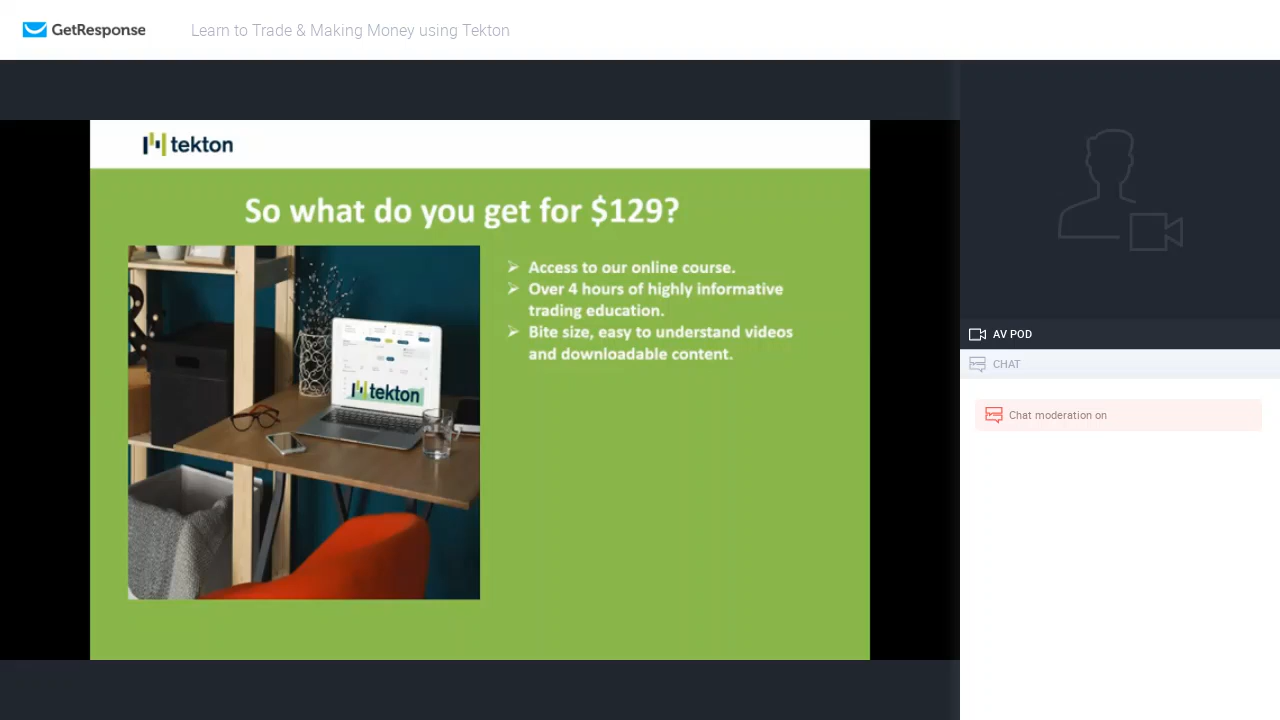 GetResponse
Learn to Trade & Making Money using Tekton
tekton
So what do you get for $129?
➢ Access to our online course.
➢ Over 4 hours of highly informative
trading education.
➢ Bite size, easy to understand videos
and downloadable content.
tekton
AV POD
CHAT
Chat moderation on